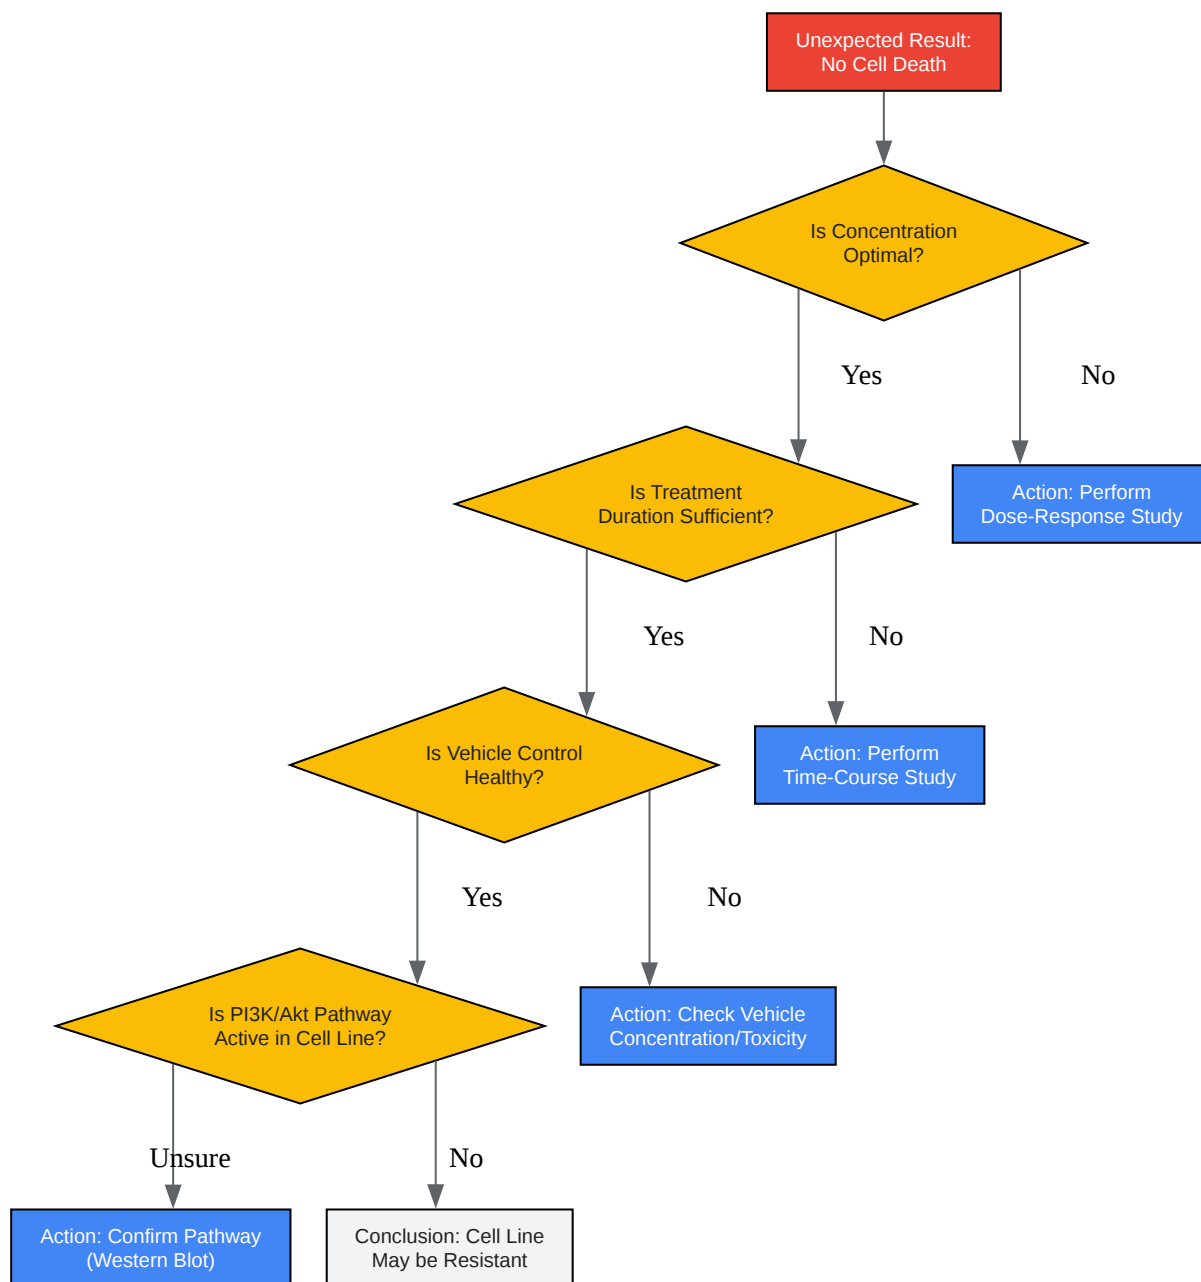 Unexpected Result:
No Cell Death
Is Concentration
Optimal?
Yes
No
Is Treatment
Duration Sufficient?
Action: Perform
Dose-Response Study
Yes
No
Is Vehicle Control
Healthy?
Action: Perform
Time-Course Study
Yes
No
Is PI3K/Akt Pathway
Active in Cell Line?
Action: Check Vehicle
Concentration/Toxicity
Unsure
No
Action: Confirm Pathway
(Western Blot)
Conclusion: Cell Line
May be Resistant